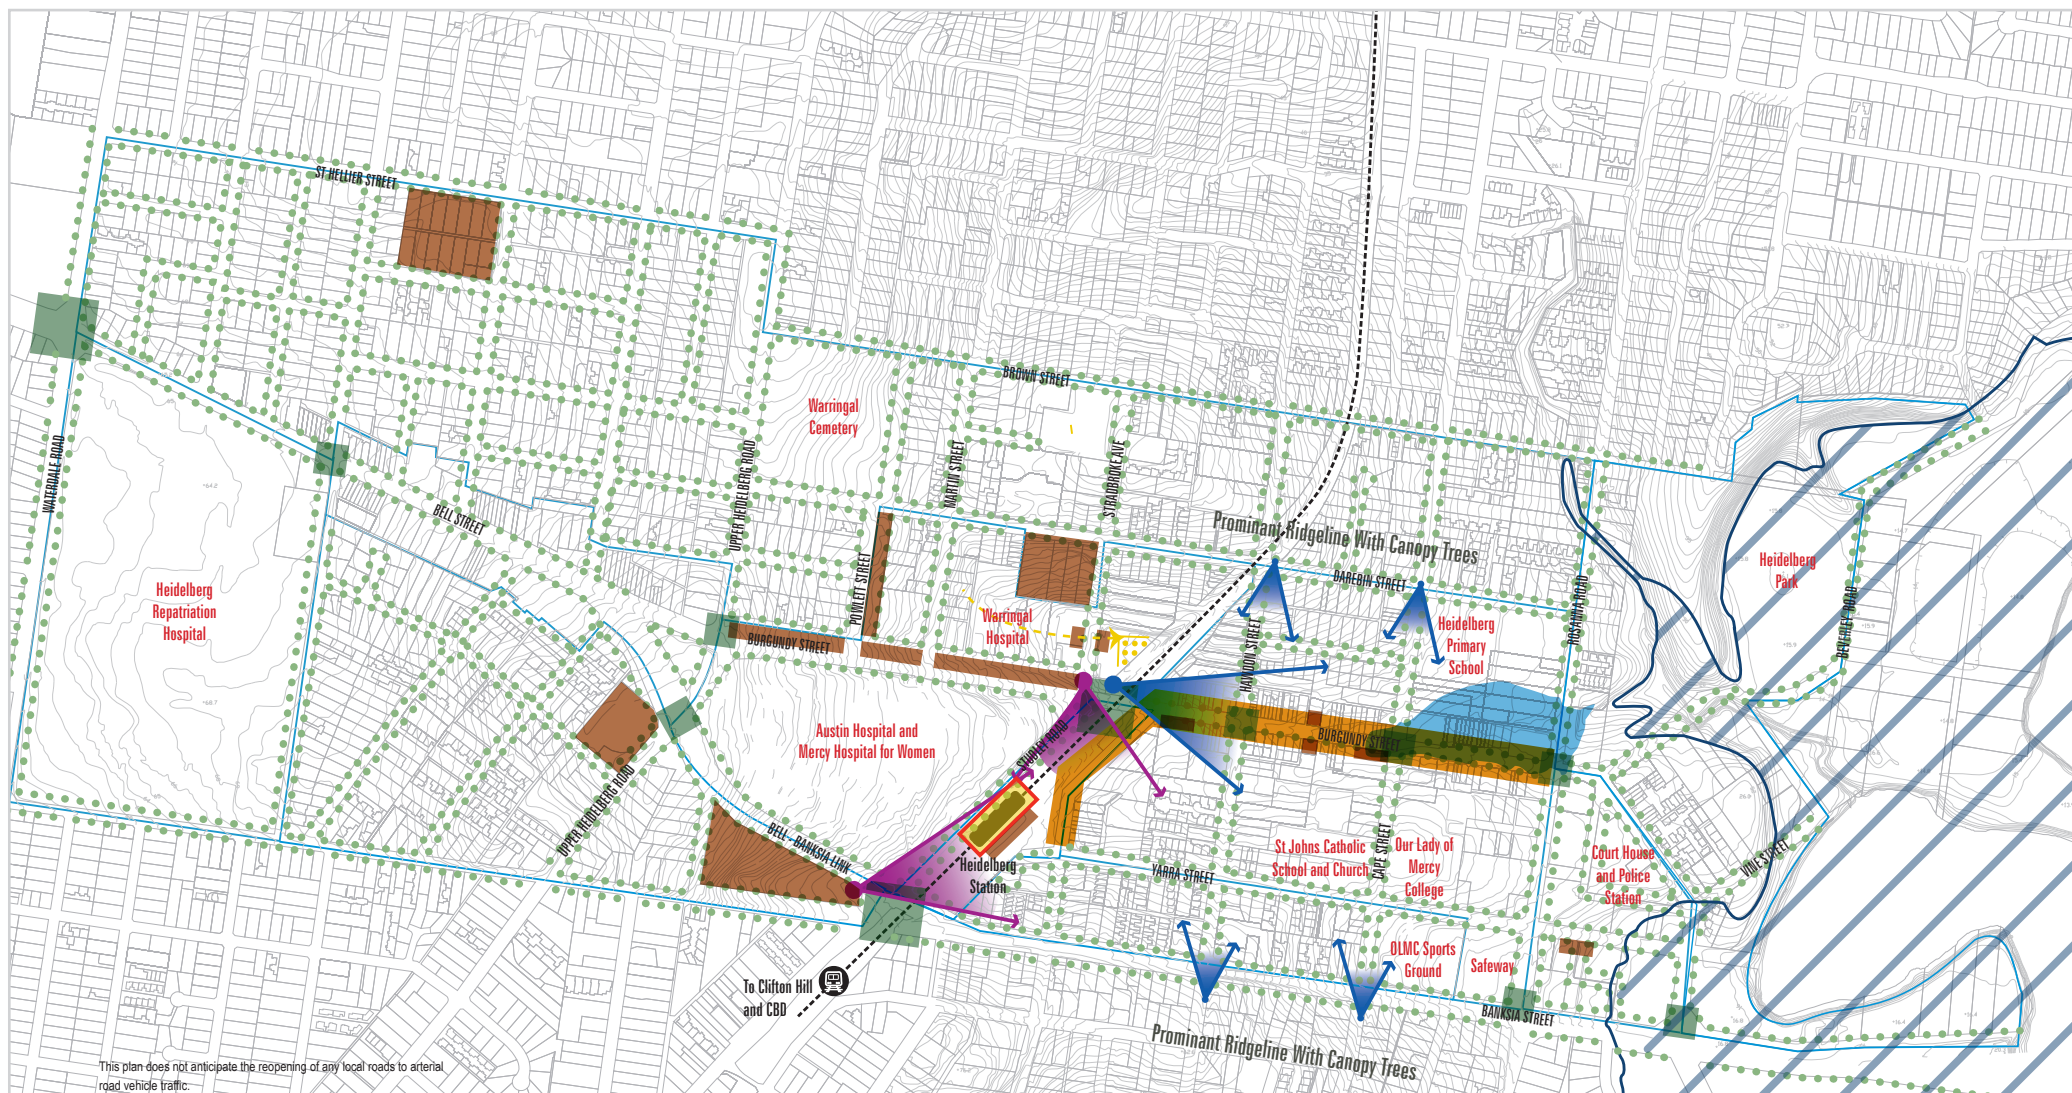 ST HELLIER STREET
BROWN STREET
Warringal
Cemetery
WATERDALE ROAD
BELL STREET
UPPER HEIDELBERG ROAD
MARTIN STREET
STRADBROKE AVE
Prominant Ridgeline With Canopy Trees
DAREBIN STREET
Heidelberg
Park
ROSANNA ROAD
BEVERLEY ROAD
Heidelberg
Repatriation
Hospital
POWLETT STREET
Warringal
Hospital
HAWDON STREET
Heidelberg
Primary
School
BURGUNDY STREET
Austin Hospital and
Mercy Hospital for Women
STUDLEY ROAD
BURGUNDY STREET
UPPER HEIDELBERG ROAD
BELL - BANKSIA LINK
Heidelberg
Station
YARRA STREET
St Johns Catholic
School and Church
CAPE STREET
Our Lady of
Mercy
College
Court House
and Police
Station
VINE STREET
OLMC Sports
Ground
Safeway
To Clifton Hill
and CBD
BANKSIA STREET
Prominant Ridgeline With Canopy Trees
This plan does not anticipate the reopening of any local roads to arterial
road vehicle traffic.